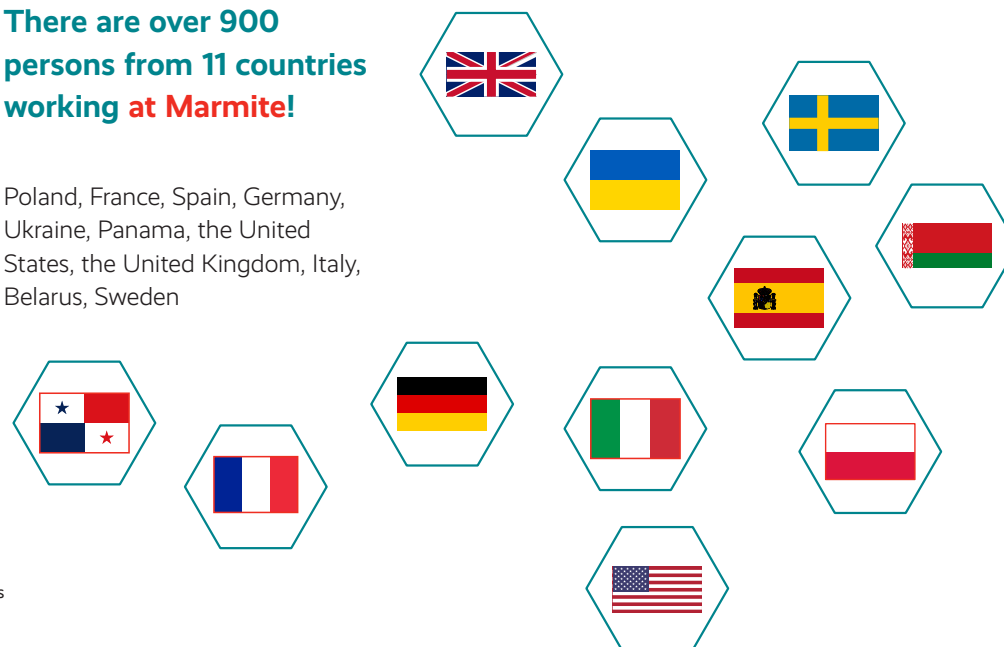 There are over 900
persons from 11 countries
working at Marmite!
Poland, France, Spain, Germany,
Ukraine, Panama, the United
States, the United Kingdom, Italy,
Belarus, Sweden
s